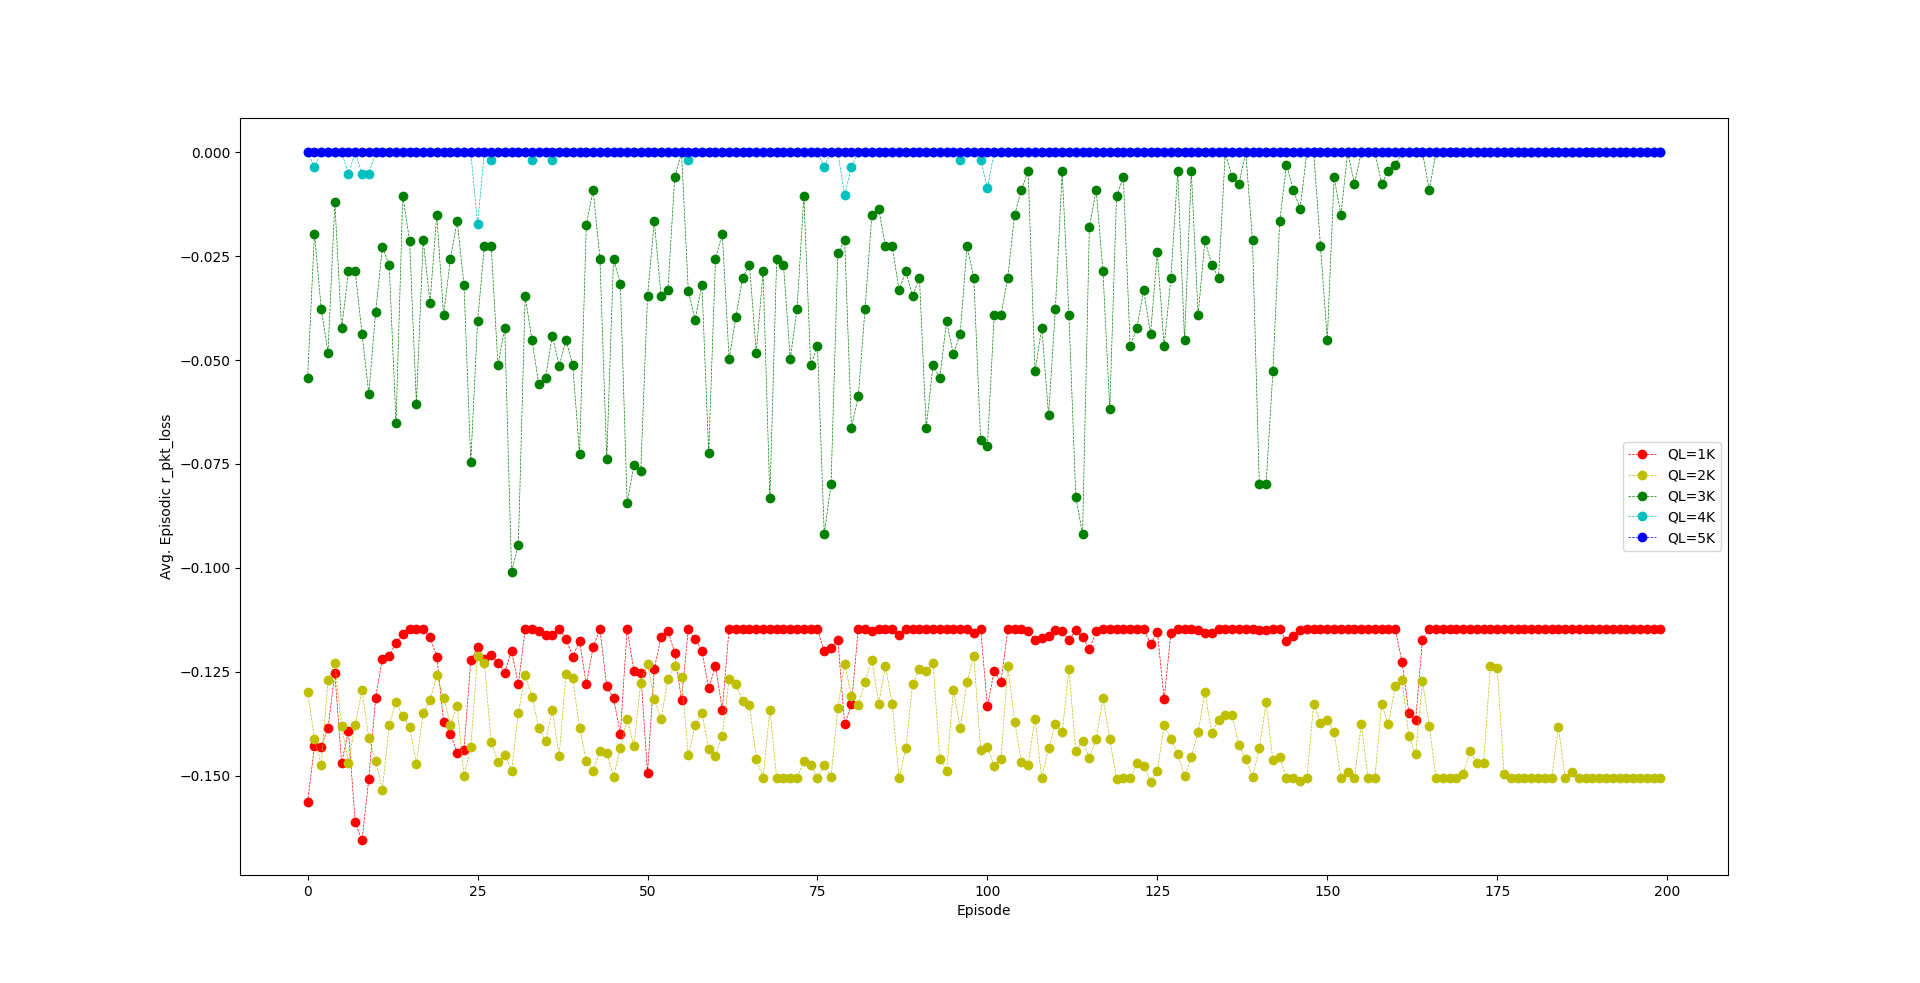 0.000
−0.025
−0.050
−0.075
−0.100
−0.125
−0.150
Avg. Episodic r_pkt_loss
QL=1K
QL=2K
QL=3K
QL=4K
QL=5K
0 25 50 75 100 125 150 175 200
Episode